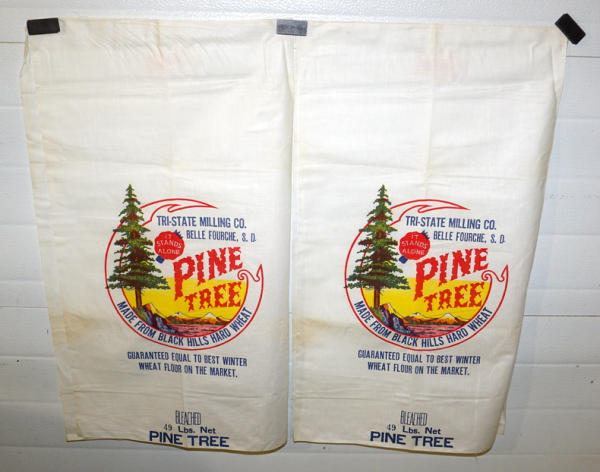 TRI-STATE MILLING CO.
BELLE FOURCHE, S. D.
IT
STANDS
ALONE
PINE
TREE
MADE FROM BLACK HILLS HARD WHEAT
GUARANTEED EQUAL TO BEST WINTER
WHEAT FLOUR ON THE MARKET.
BLEACHED
49 Lbs. Net
PINE TREE
TRI-STATE MILLING CO.
BELLE FOURCHE, S. D.
IT
STANDS
ALONE
PINE
TREE
MADE FROM BLACK HILLS HARD WHEAT
GUARANTEED EQUAL TO BEST WINTER
WHEAT FLOUR ON THE MARKET.
BLEACHED
49 Lbs. Net
PINE TREE